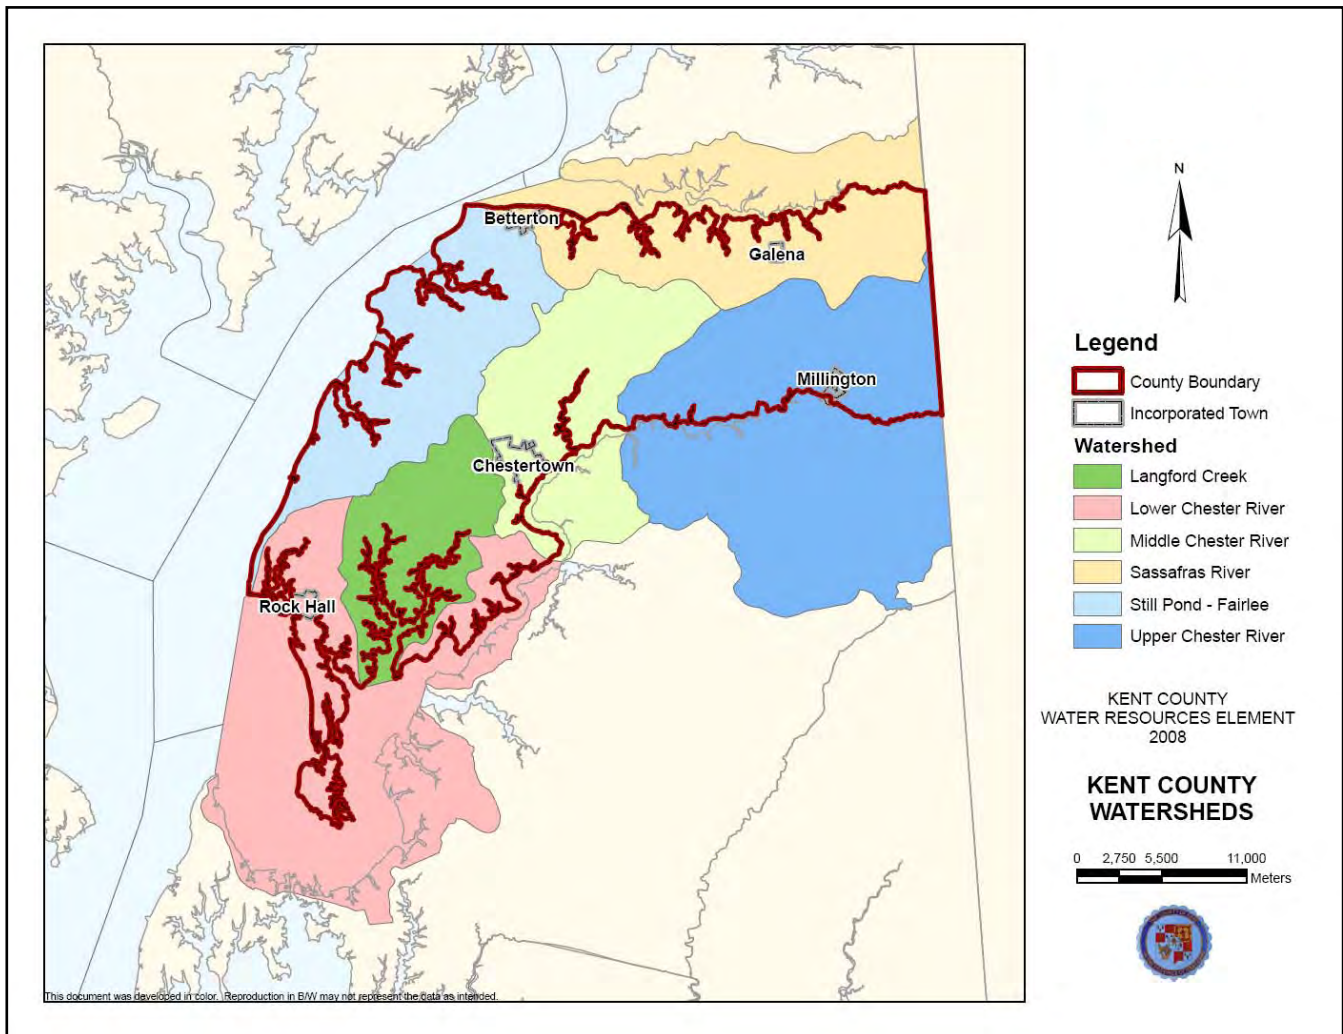 Betterton
Galena
Millington
Chestertown
Rock Hall
This document was developed in color. Reproduction in B/W may not represent the data as intended.
N
Legend
County Boundary
Incorporated Town
Watershed
Langford Creek
Lower Chester River
Middle Chester River
Sassafras River
Still Pond - Fairlee
Upper Chester River
KENT COUNTY
WATER RESOURCES ELEMENT
2008
KENT COUNTY
WATERSHEDS
0 2,750 5,500 11,000
Meters